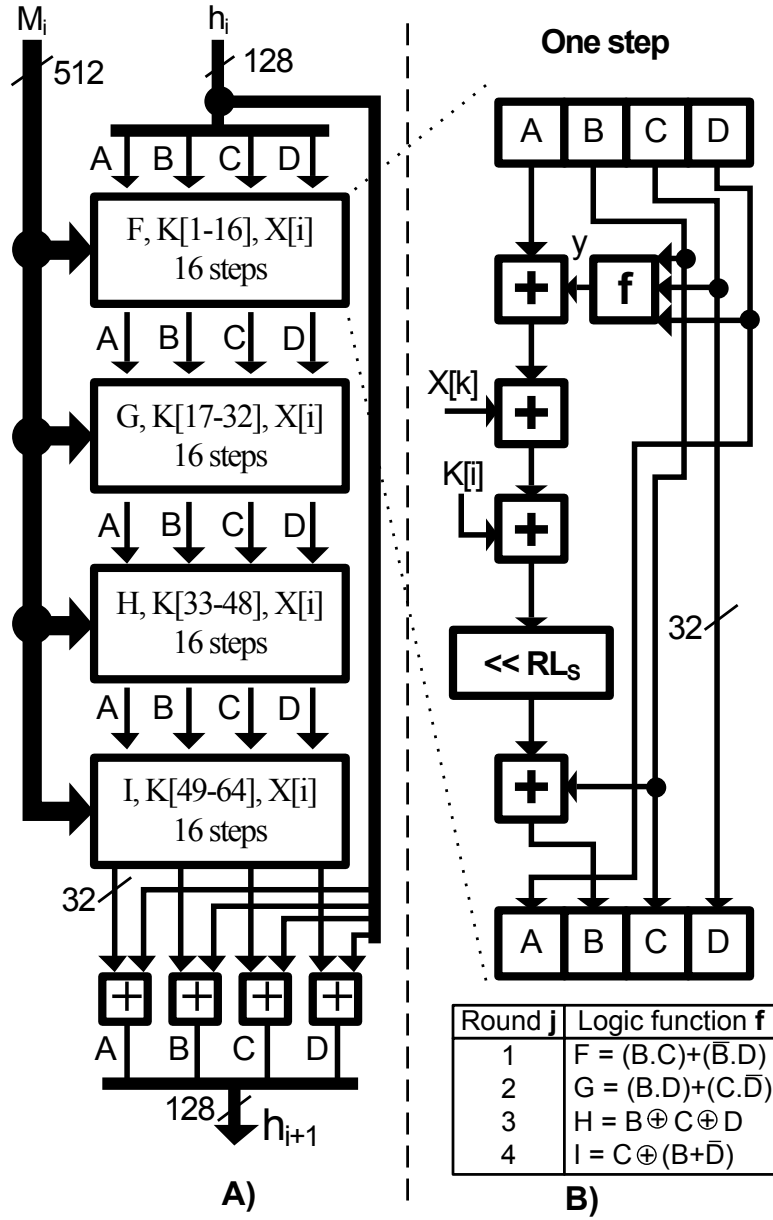 Mᵢ
hᵢ
512
128
A B C D
F, K[1-16], X[i]
16 steps
A B C D
G, K[17-32], X[i]
16 steps
A B C D
H, K[33-48], X[i]
16 steps
A B C D
I, K[49-64], X[i]
16 steps
32
+ + + +
A B C D
128
hᵢ₊₁
A)
One step
A B C D
y
+
f
X[k]
+
K[i]
+
32
<< RLₛ
+
A B C D
Round j Logic function f
1 F = (B.C)+(B̅.D)
2 G = (B.D)+(C.D̅)
3 H = B⊕C⊕D
4 I = C⊕(B+D̅)
B)